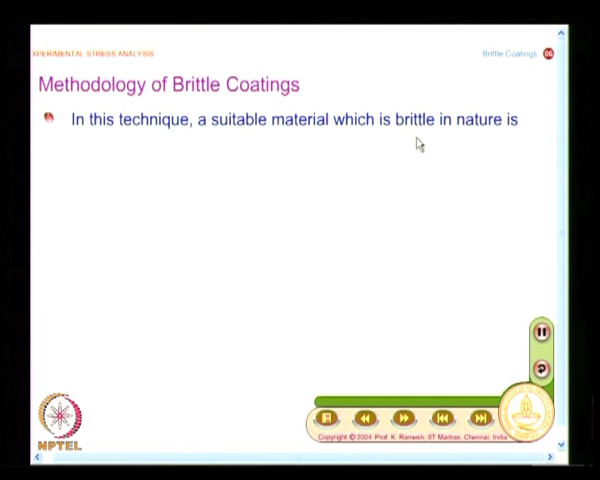 XPERIMENTAL STRESS ANALYSIS
Brittle Coatings 06
Methodology of Brittle Coatings
In this technique, a suitable material which is brittle in nature is
NPTEL
Copyright © 2004 Prof. K. Ramesh, IIT Madras, Chennai, India